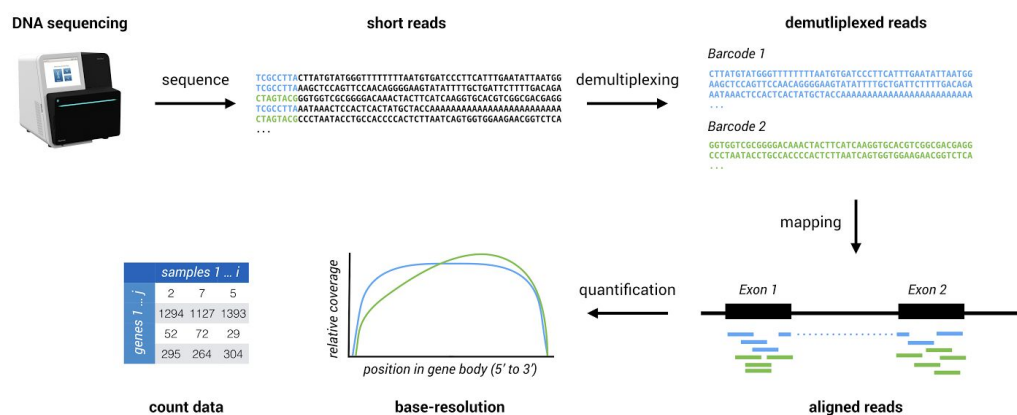 DNA sequencing
short reads
demutliplexed reads
sequence
TCGCCTTACTTATGTATGGGTTTTTTTTAATGTGATCCCTTCATTTGAATATTAATGG
TCGCCTTAAAGCTCCAGTTCCAACAGGGGAAGTATATTTTGCTGATTCTTTTGACAGA
CTAGTACGGGTGGTCGCGGGGACAAACTACTTCATCAAGGTGCACGTCGGCGACGAGG
TCGCCTTAAATAAACTCCACTCACTATGCTACCAAAAAAAAAAAAAAAAAAAAAAAAA
CTAGTACGCCCTAATACCTGCCACCCCACTCTTAATCAGTGGTGGAAGAACGGTCTCA
...
demultiplexing
Barcode 1
CTTATGTATGGGTTTTTTTTAATGTGATCCCTTCATTTGAATATTAATGG
AAGCTCCAGTTCCAACAGGGGAAGTATATTTTGCTGATTCTTTTGACAGA
AATAAACTCCACTCACTATGCTACCAAAAAAAAAAAAAAAAAAAAAAAAA
...
Barcode 2
GGTGGTCGCGGGGACAAACTACTTCATCAAGGTGCACGTCGGCGACGAGG
CCCTAATACCTGCCACCCCACTCTTAATCAGTGGTGGAAGAACGGTCTCA
...
mapping
samples 1 ... i
genes 1 ... j
2 7 5
1294 1127 1393
52 72 29
295 264 304
relative coverage
position in gene body (5' to 3')
quantification
Exon 1
Exon 2
count data
base-resolution
aligned reads